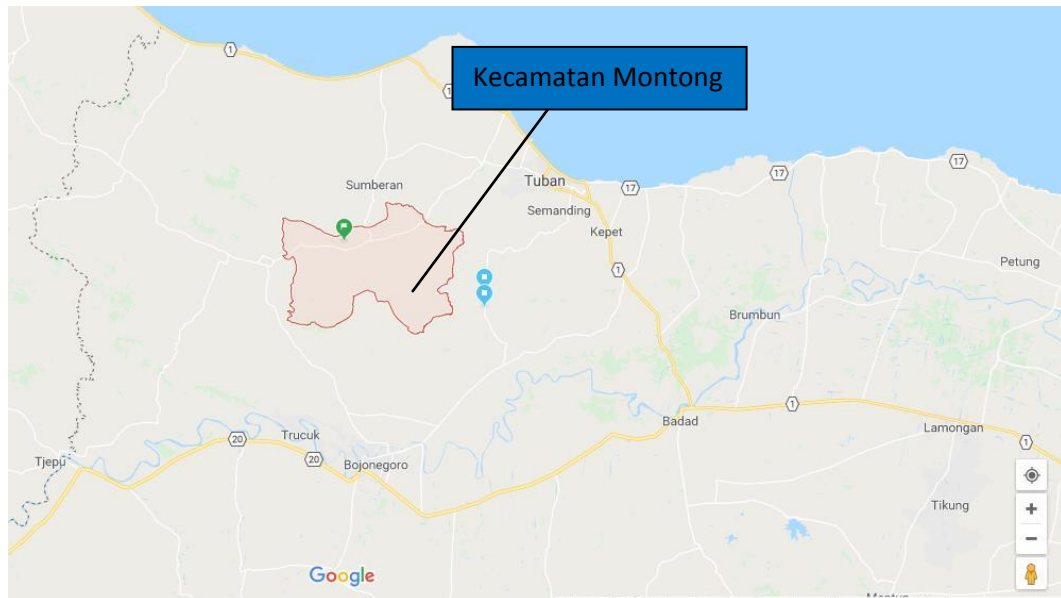 Kecamatan Montong
1
1
Sumberan
Tuban
17
17
17
Semanding
Kepet
1
Petung
Brumbun
Badad
1
Lamongan
1
20
Trucuk
20
Tjepu
Bojonegoro
Tikung
Google